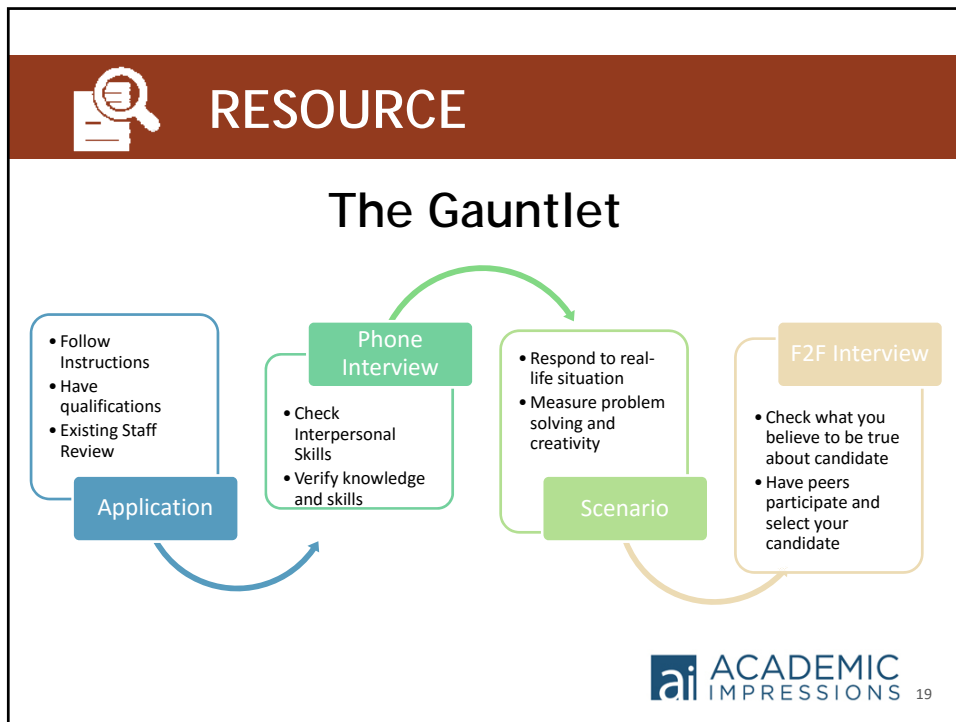 RESOURCE
The Gauntlet
• Follow
Instructions
• Have
qualifications
• Existing Staff
Review
Application
Phone
Interview
• Check
Interpersonal
Skills
• Verify knowledge
and skills
• Respond to real-
life situation
• Measure problem
solving and
creativity
Scenario
F2F Interview
• Check what you
believe to be true
about candidate
• Have peers
participate and
select your
candidate
ai ACADEMIC
IMPRESSIONS
19